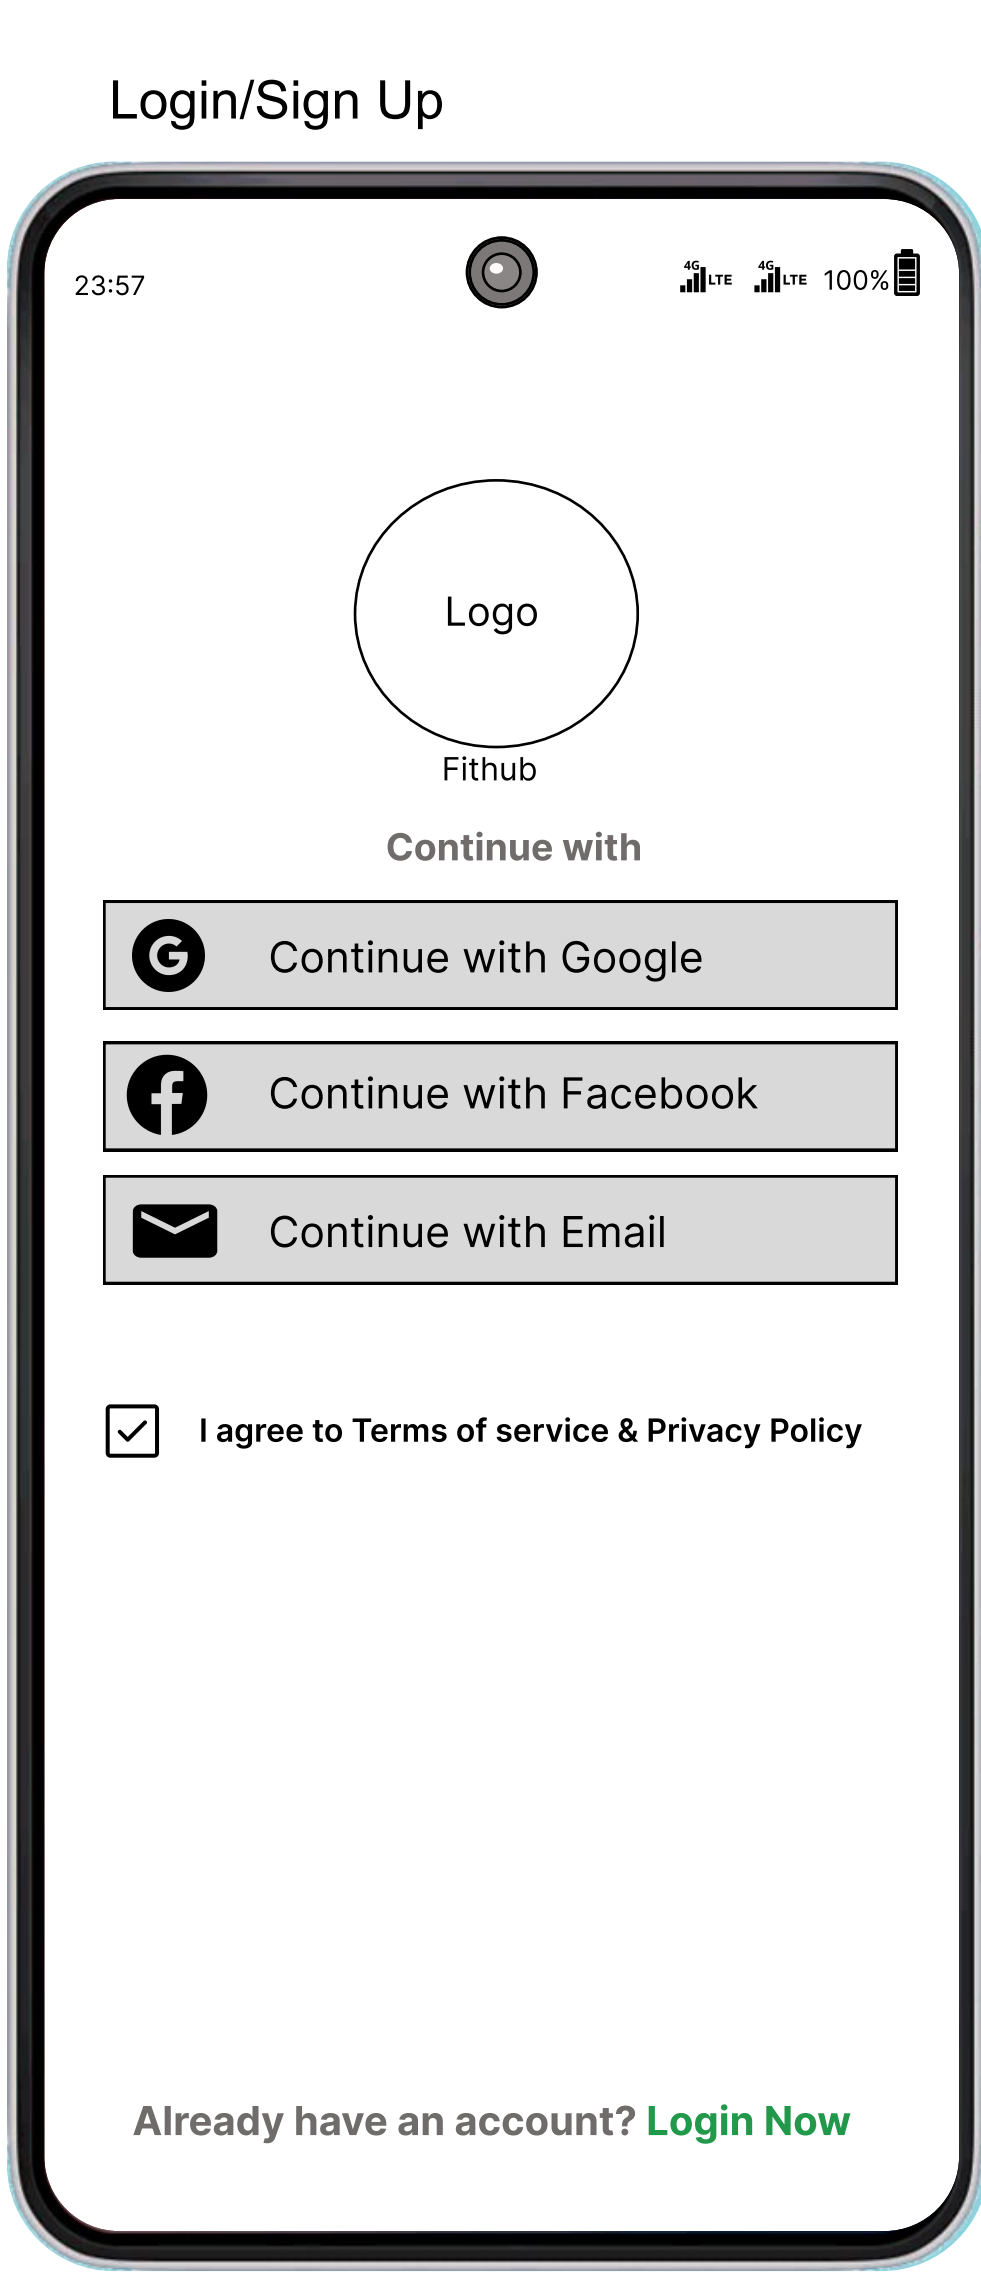 Login/Sign Up
23:57
4G LTE 4G LTE 100%
Logo
Fithub
Continue with
G Continue with Google
f Continue with Facebook
Continue with Email
I agree to Terms of service & Privacy Policy
Already have an account? Login Now